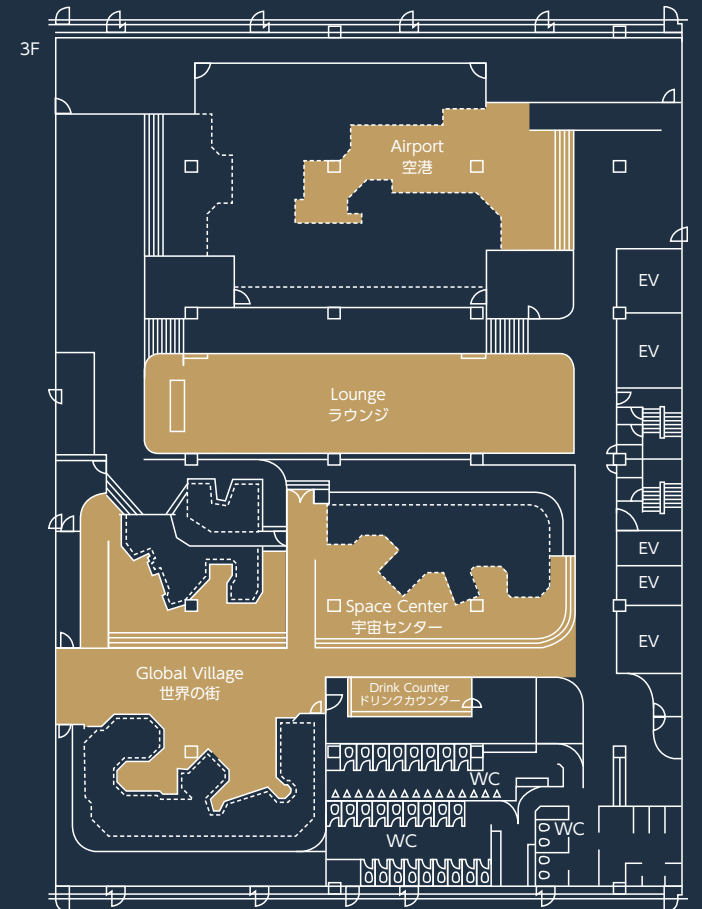 3F
Airport
空港
EV
EV
Lounge
ラウンジ
EV
EV
Space Center
宇宙センター
EV
Global Village
世界の街
Drink Counter
ドリンクカウンター
WC
WC
WC